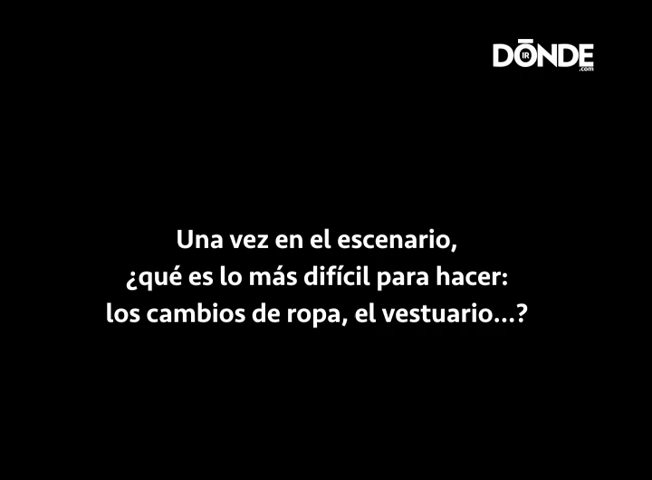 DÓNDE
IR
.com
Una vez en el escenario,
¿qué es lo más difícil para hacer:
los cambios de ropa, el vestuario...?